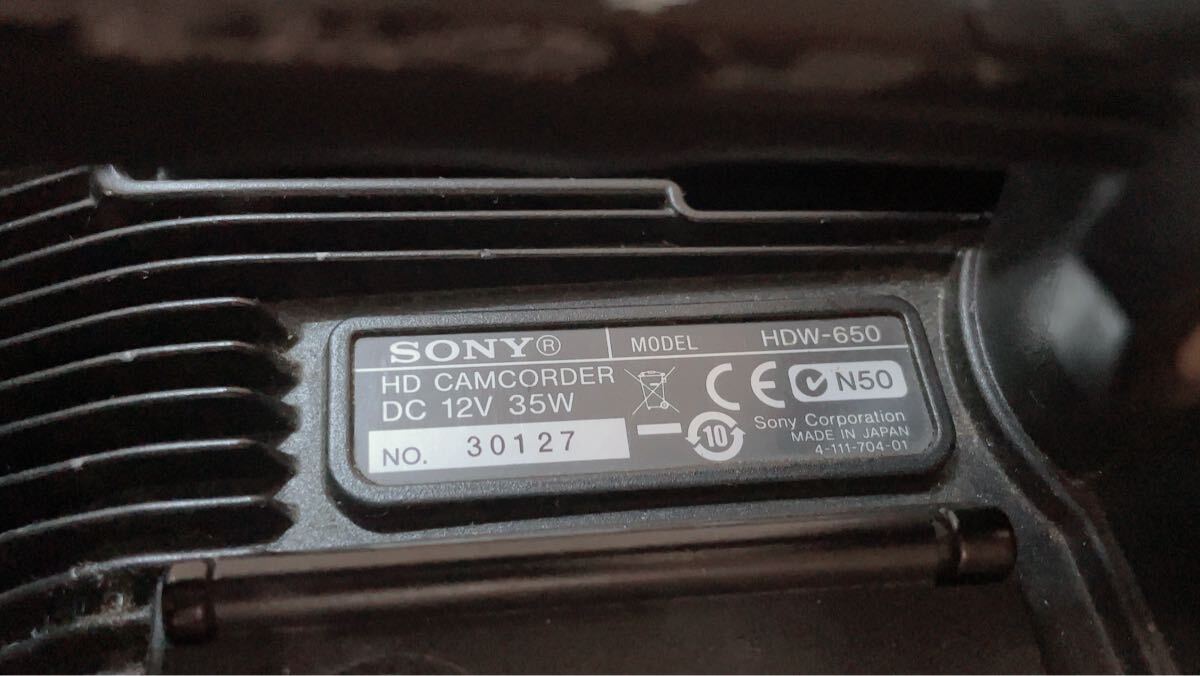 SONY® MODEL HDW-650
HD CAMCORDER
DC 12V 35W
N50
NO. 30127
10
Sony Corporation
MADE IN JAPAN
4-111-704-01